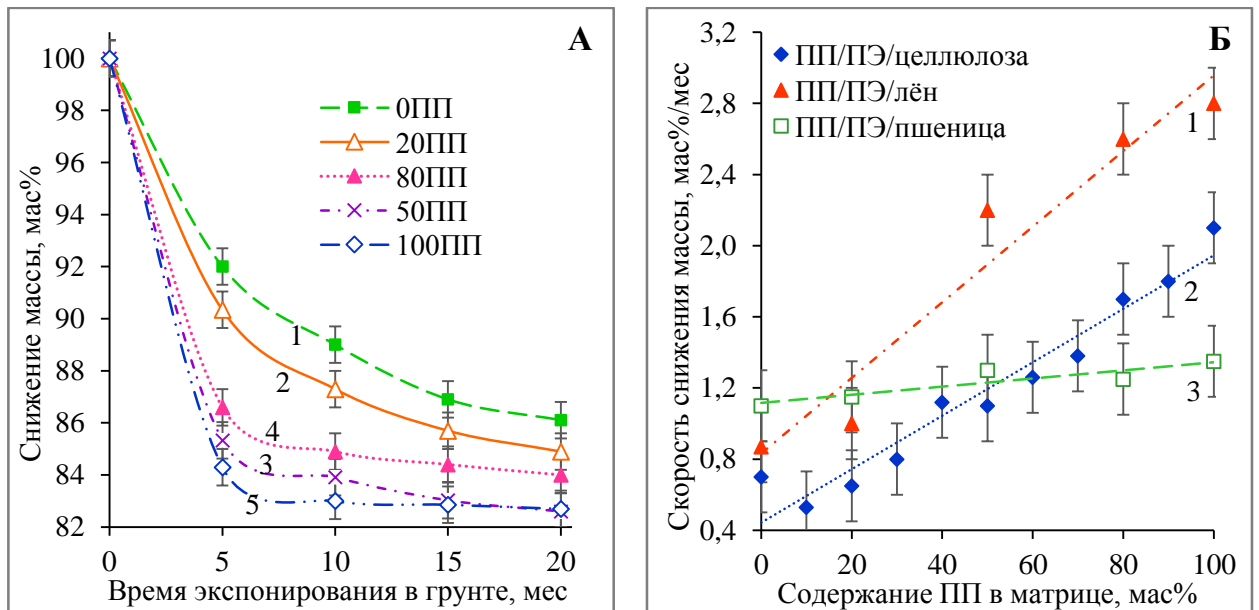 А
Снижение массы, мас%
100
98
96
94
92
90
88
86
84
82
0ПП
20ПП
80ПП
50ПП
100ПП
1
2
4
3
5
0 5 10 15 20
Время экспонирования в грунте, мес
Б
Скорость снижения массы, мас%/мес
3,2
2,8
2,4
2,0
1,6
1,2
0,8
0,4
ПП/ПЭ/целлюлоза
ПП/ПЭ/лён
ПП/ПЭ/пшеница
1
2
3
0 20 40 60 80 100
Содержание ПП в матрице, мас%